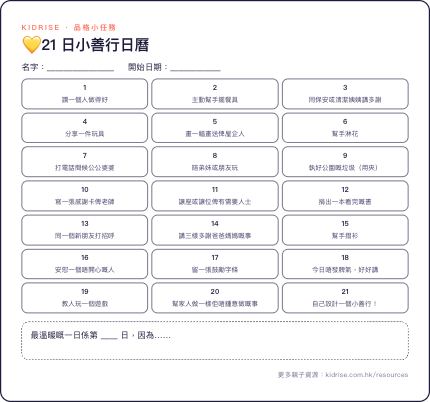 KIDRISE · 品格小任務
💛21 日小善行日曆
名字：______________ 開始日期：___________
1
讚一個人做得好
2
主動幫手擺餐具
3
同保安或清潔姨姨講多謝
4
分享一件玩具
5
畫一幅畫送俾屋企人
6
幫手淋花
7
打電話問候公公婆婆
8
陪弟妹或朋友玩
9
執好公園嘅垃圾（用夾）
10
寫一張感謝卡俾老師
11
讓座或讓位俾有需要人士
12
捐出一本看完嘅書
13
同一個新朋友打招呼
14
講三樣多謝爸爸媽媽嘅事
15
幫手摺衫
16
安慰一個唔開心嘅人
17
留一張鼓勵字條
18
今日唔發脾氣，好好講
19
教人玩一個遊戲
20
幫家人做一樣佢唔鍾意做嘅事
21
自己設計一個小善行！
最溫暖嘅一日係第 ____ 日，因為……
更多親子資源：kidrise.com.hk/resources